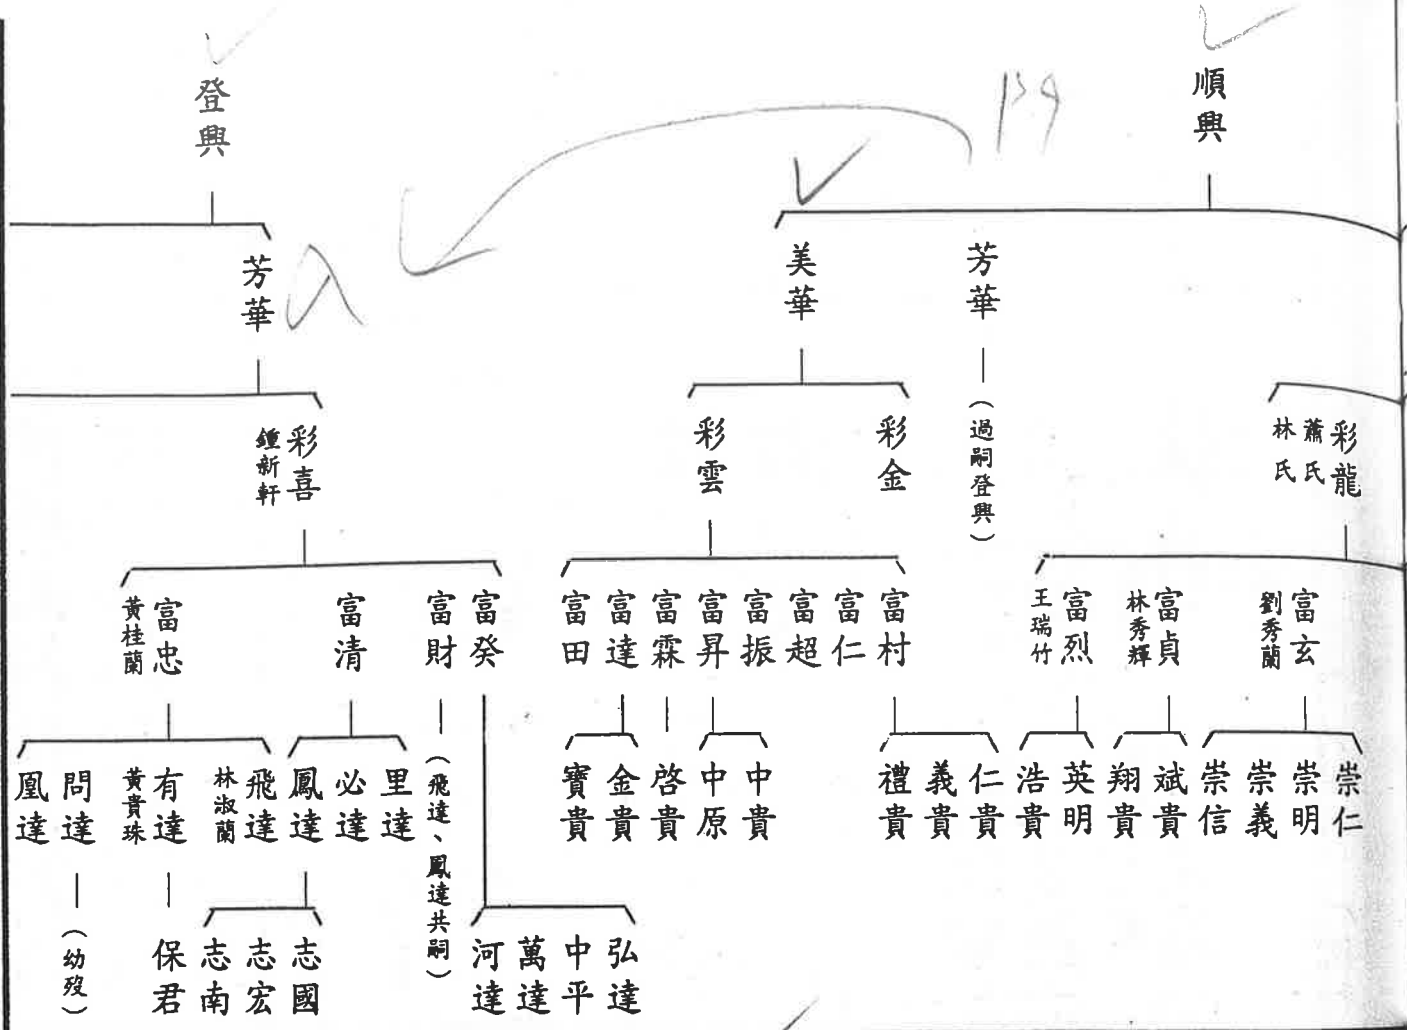 順興
芳華
（過嗣登興）
美華
彩龍
蕭氏
林氏
彩金
彩雲
富玄
劉秀蘭
富貞
林秀輝
富烈
王瑞竹
富村
富仁
富超
富振
富昇
富霖
富達
富田
崇仁
崇明
崇義
崇信
斌貴
翔貴
英明
浩貴
仁貴
義貴
禮貴
中貴
中原
啓貴
金貴
寶貴
登興
芳華
彩喜
鍾新軒
富癸
富財
（飛達、鳳達共嗣）
富清
富忠
黃桂蘭
里達
必達
鳳達
飛達
林淑蘭
有達
黃貴珠
問達
（幼歿）
凰達
弘達
中平
萬達
河達
志國
志宏
志南
保君